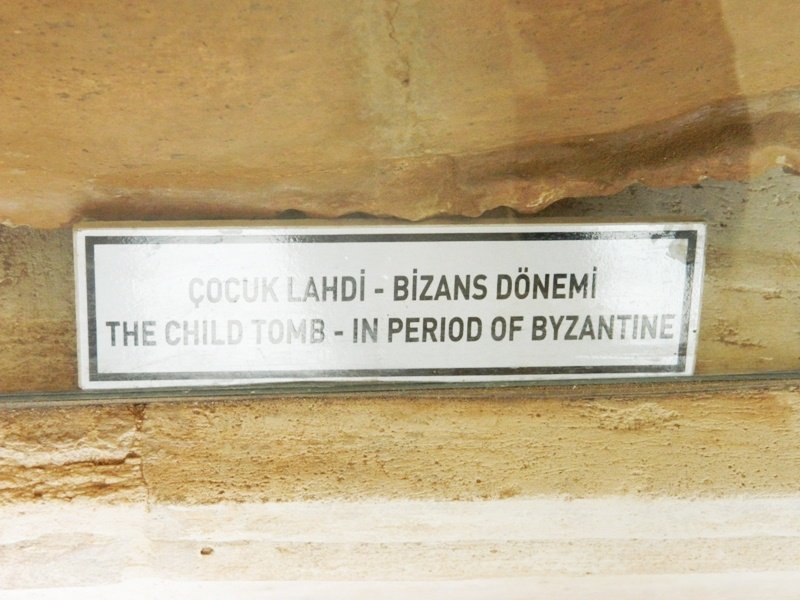 ÇOCUK LAHDİ - BİZANS DÖNEMİ
THE CHILD TOMB - IN PERIOD OF BYZANTINE